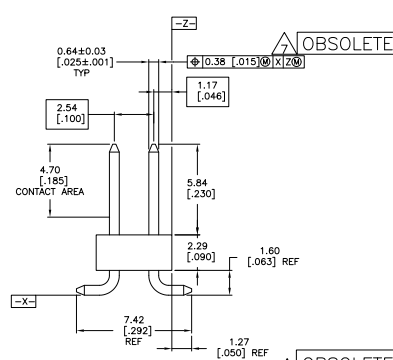 -Z-
7 OBSOLETE
0.64±0.03
[.025±.001]
TYP
⌖ 0.38 [.015]Ⓜ X ZⓂ
1.17
[.046]
2.54
[.100]
4.70
[.185]
CONTACT AREA
5.84
[.230]
2.29
[.090]
1.60
[.063] REF
-X-
7.42
[.292]
REF
1.27
[.050] REF
OBSOLETE